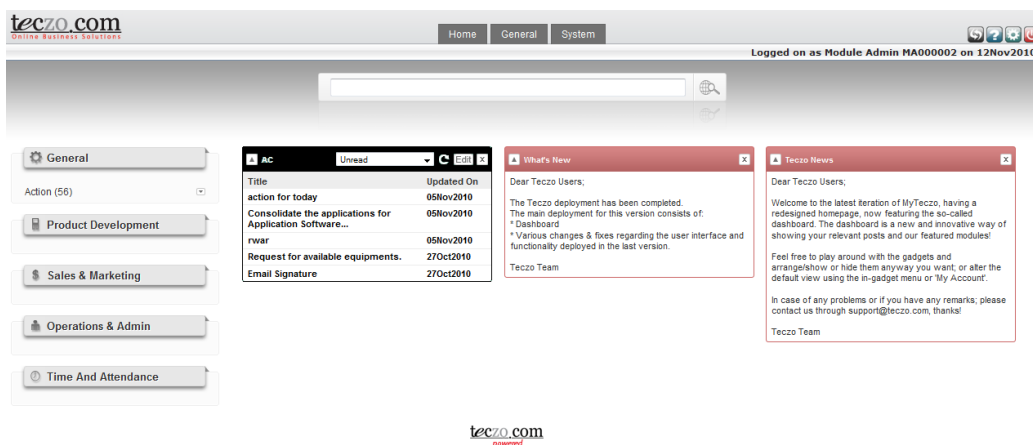 teczo.com
Online Business Solutions
Home General System
Logged on as Module Admin MA000002 on 12Nov2010
General
Action (56)
Product Development
Sales & Marketing
Operations & Admin
Time And Attendance
AC Unread Edit x
Title Updated On
action for today 05Nov2010
Consolidate the applications for
Application Software... 05Nov2010
rwar 05Nov2010
Request for available equipments. 27Oct2010
Email Signature 27Oct2010
What's New x
Dear Teczo Users;
The Teczo deployment has been completed.
The main deployment for this version consists of:
* Dashboard
* Various changes & fixes regarding the user interface and
functionality deployed in the last version.
Teczo Team
Teczo News x
Dear Teczo Users;
Welcome to the latest iteration of MyTeczo, having a
redesigned homepage, now featuring the so-called
dashboard. The dashboard is a new and innovative way of
showing your relevant posts and our featured modules!
Feel free to play around with the gadgets and
arrange/show or hide them anyway you want; or alter the
default view using the in-gadget menu or 'My Account'.
In case of any problems or if you have any remarks; please
contact us through support@teczo.com, thanks!
Teczo Team
teczo.com
powered